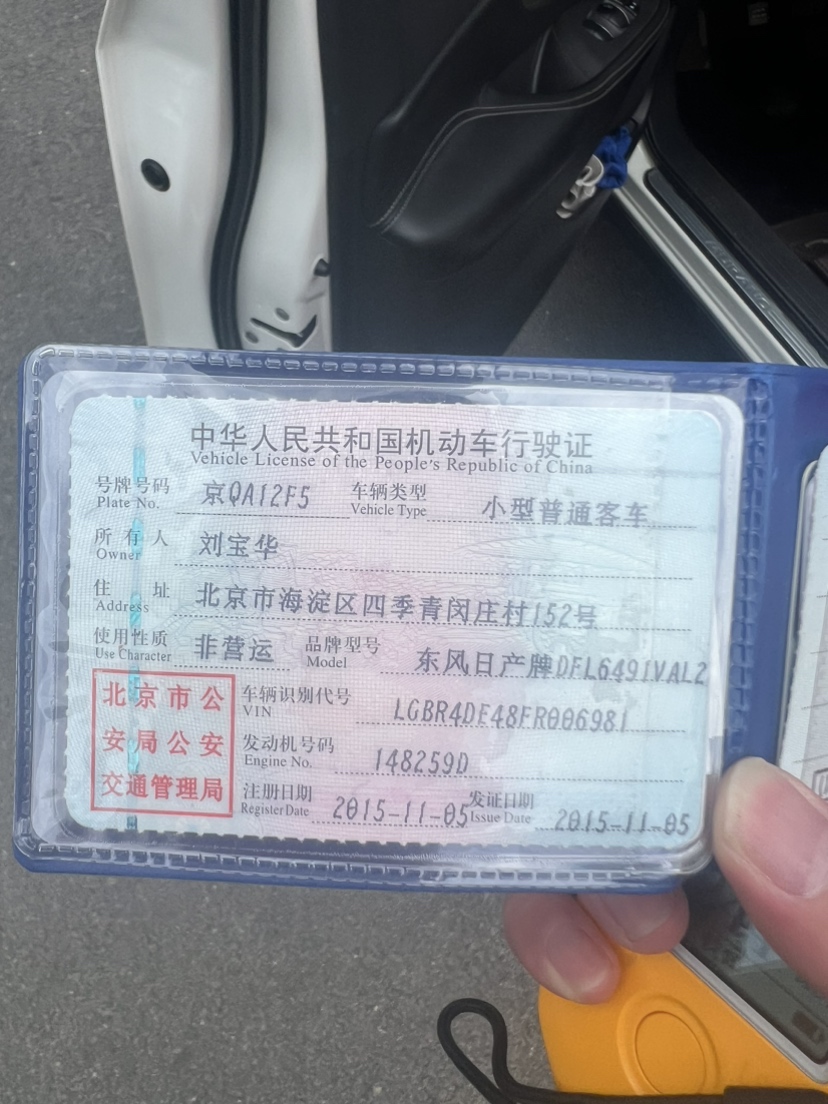 中华人民共和国机动车行驶证
Vehicle License of the People's Republic of China
号牌号码 京QA12F5 车辆类型 小型普通客车
Plate No. Vehicle Type
所有人 刘宝华
Owner
住址 北京市海淀区四季青闵庄村152号
Address
使用性质 非营运 品牌型号 东风日产牌DFL6491VAL2
Use Character Model
北京市公
安局公安
交通管理局
车辆识别代号 LGBR4DE48FR006981
VIN
发动机号码 148259D
Engine No.
注册日期 2015-11-05 发证日期 2015-11-05
Register Date Issue Date